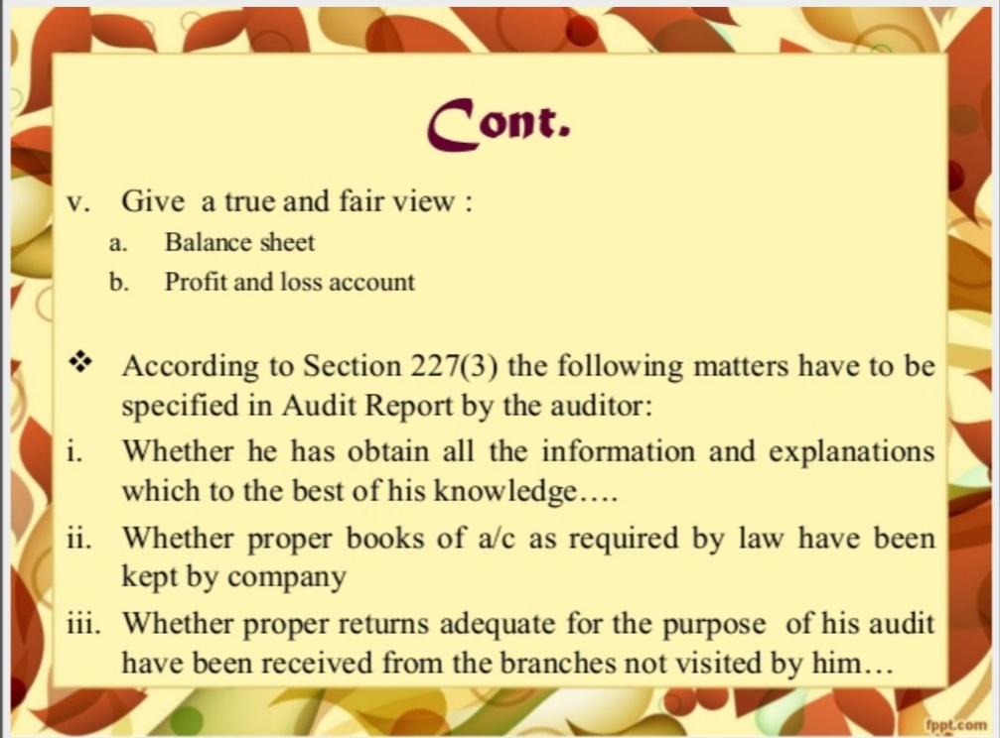 Cont.
v. Give a true and fair view :
a. Balance sheet
b. Profit and loss account
❖ According to Section 227(3) the following matters have to be
specified in Audit Report by the auditor:
i. Whether he has obtain all the information and explanations
which to the best of his knowledge….
ii. Whether proper books of a/c as required by law have been
kept by company
iii. Whether proper returns adequate for the purpose of his audit
have been received from the branches not visited by him…
fppt.com